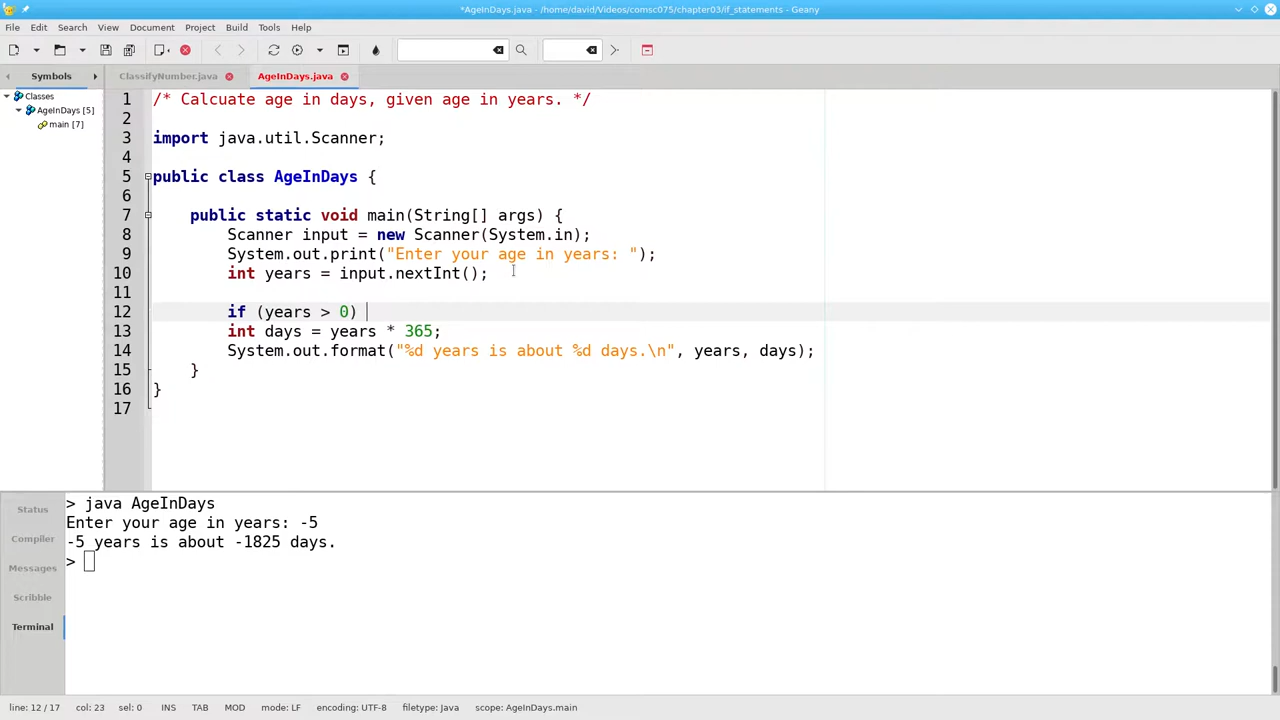 *AgeInDays.java - /home/david/Videos/comsc075/chapter03/if_statements - Geany
File Edit Search View Document Project Build Tools Help
Symbols ClassifyNumber.java AgeInDays.java
Classes
AgeInDays [5]
main [7]
1 /* Calcuate age in days, given age in years. */
2
3 import java.util.Scanner;
4
5 public class AgeInDays {
6
7 public static void main(String[] args) {
8 Scanner input = new Scanner(System.in);
9 System.out.print("Enter your age in years: ");
10 int years = input.nextInt();
11
12 if (years > 0)
13 int days = years * 365;
14 System.out.format("%d years is about %d days.\n", years, days);
15 }
16 }
17
Status
Compiler
Messages
Scribble
Terminal
> java AgeInDays
Enter your age in years: -5
-5 years is about -1825 days.
>
line: 12 / 17 col: 23 sel: 0 INS TAB MOD mode: LF encoding: UTF-8 filetype: Java scope: AgeInDays.main